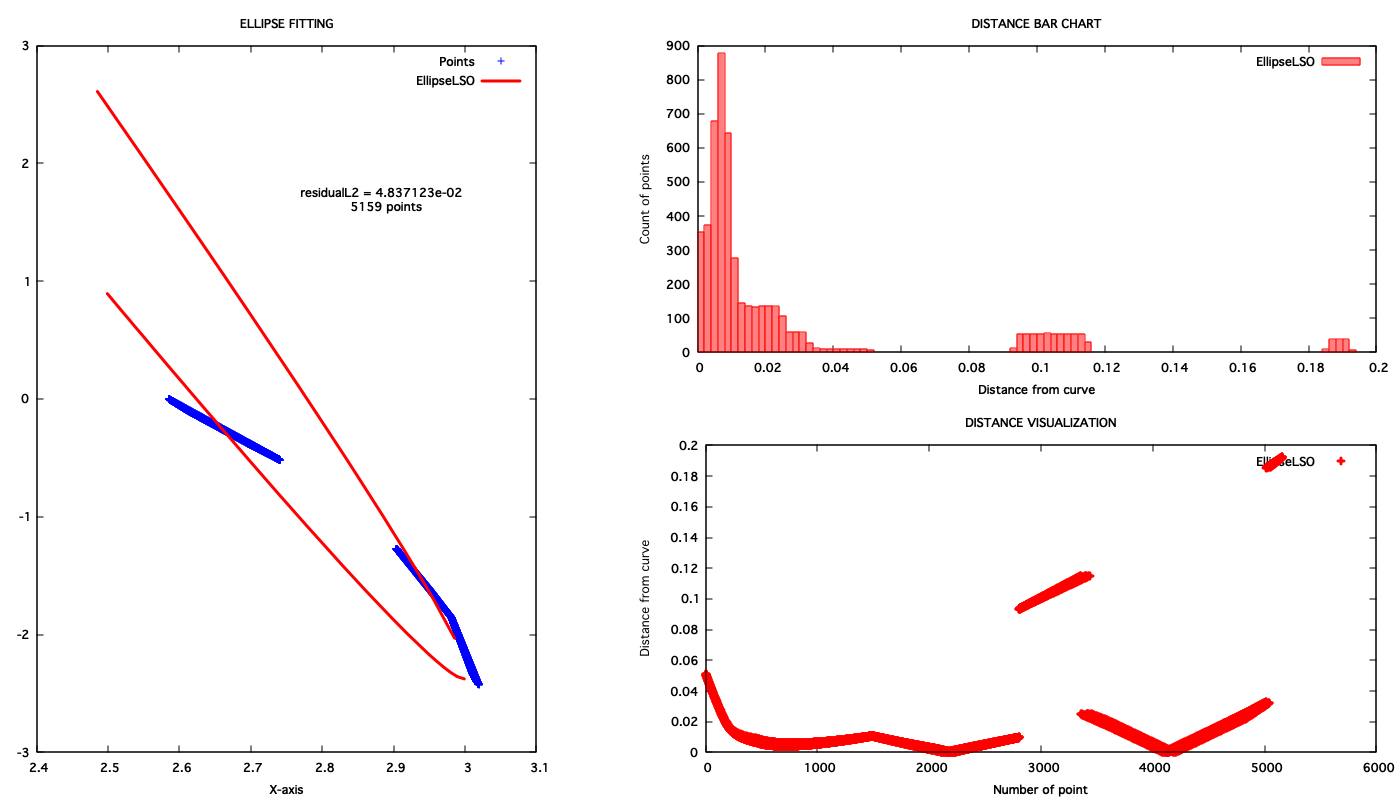 ELLIPSE FITTING
3
2
1
0
-1
-2
-3
Points
EllipseLSO
residualL2 = 4.837123e-02
5159 points
2.4 2.5 2.6 2.7 2.8 2.9 3 3.1
X-axis
DISTANCE BAR CHART
900
800
700
600
500
400
300
200
100
0
Count of points
EllipseLSO
0 0.02 0.04 0.06 0.08 0.1 0.12 0.14 0.16 0.18 0.2
Distance from curve
DISTANCE VISUALIZATION
0.2
0.18
0.16
0.14
0.12
0.1
0.08
0.06
0.04
0.02
0
Distance from curve
EllipseLSO
0 1000 2000 3000 4000 5000 6000
Number of point